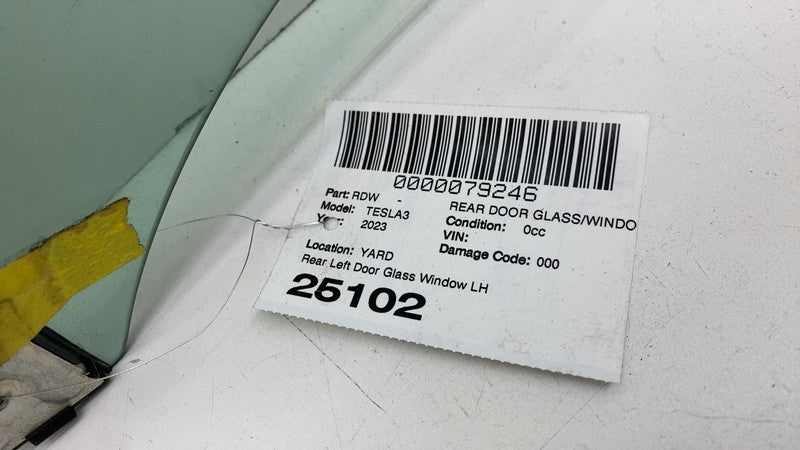 0000079246
Part: RDW - REAR DOOR GLASS/WINDO
Model: TESLA3 Condition: 0cc
2023 VIN:
Location: YARD Damage Code: 000
Rear Left Door Glass Window LH
25102